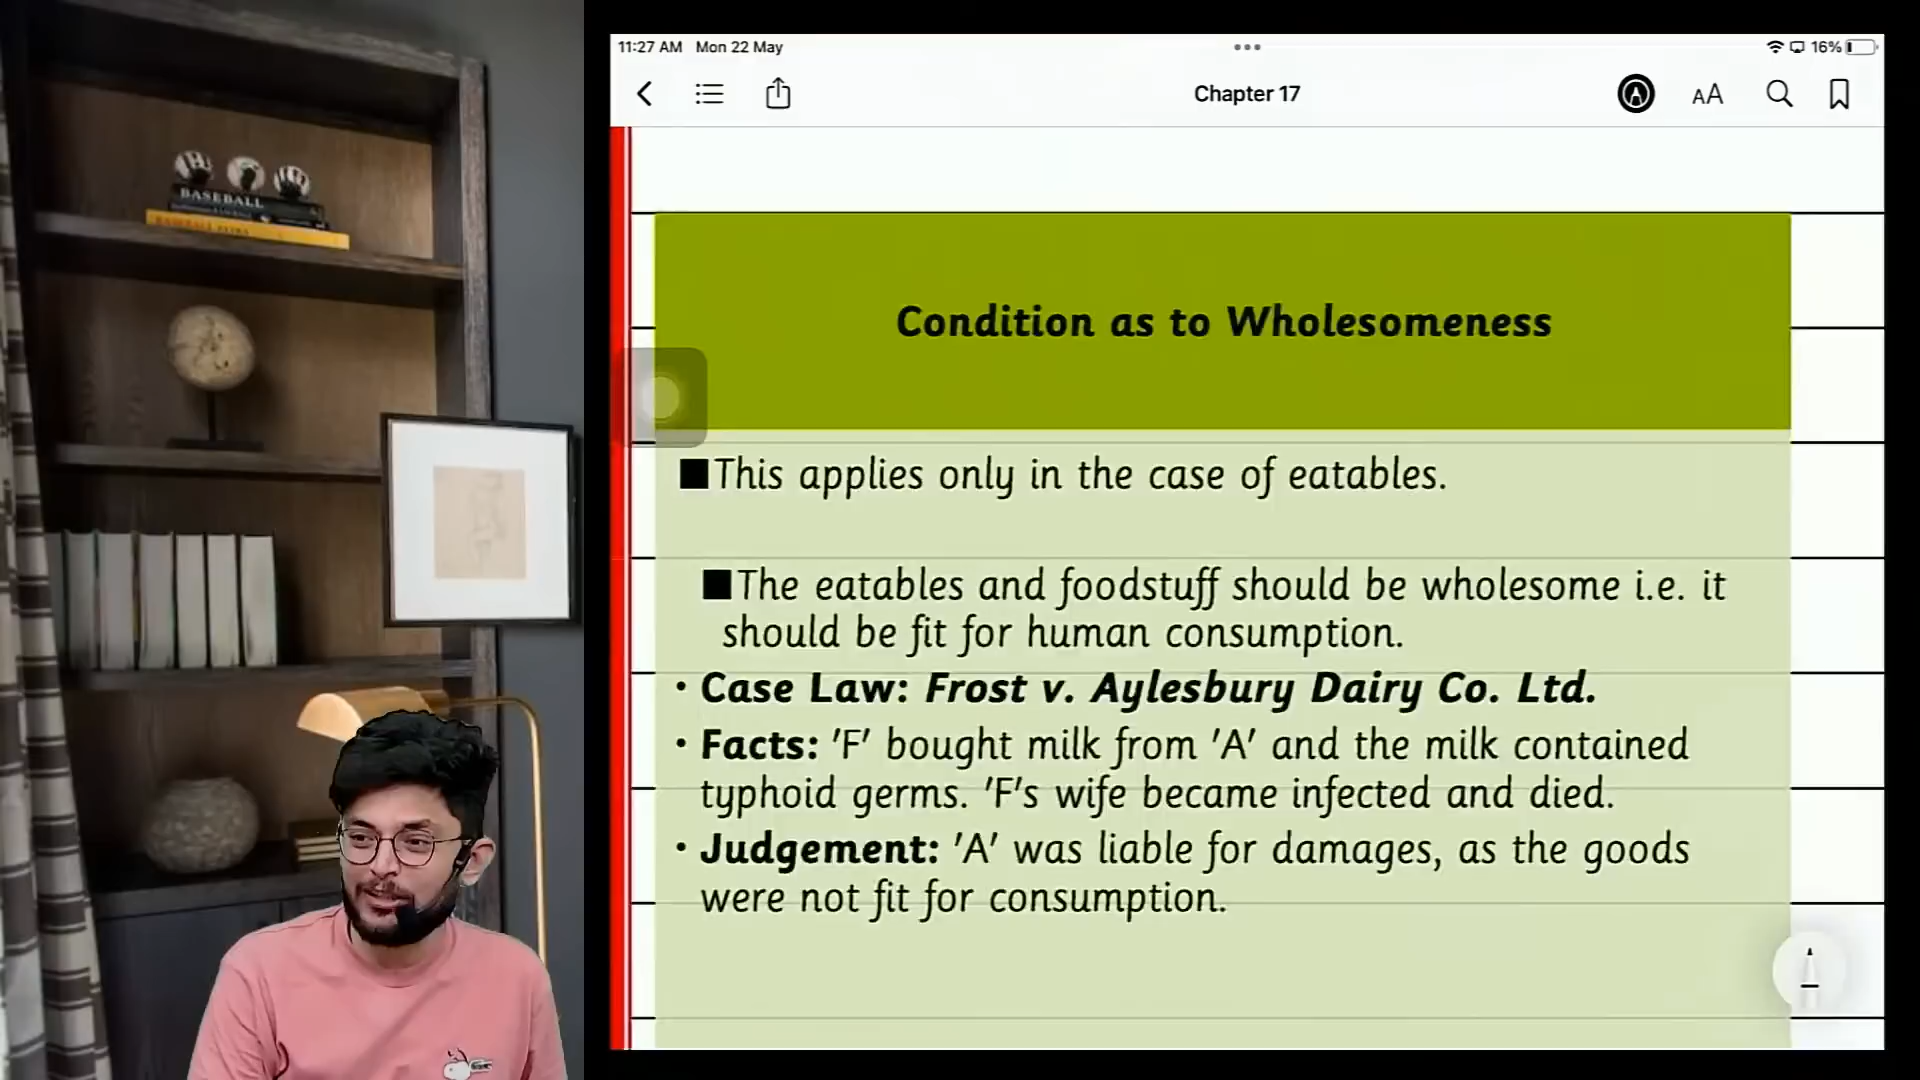 11:27 AM Mon 22 May
16%
Chapter 17
AA
BASEBALL
Condition as to Wholesomeness
This applies only in the case of eatables.
The eatables and foodstuff should be wholesome i.e. it
should be fit for human consumption.
• Case Law: Frost v. Aylesbury Dairy Co. Ltd.
• Facts: 'F' bought milk from 'A' and the milk contained
typhoid germs. 'F's wife became infected and died.
• Judgement: 'A' was liable for damages, as the goods
were not fit for consumption.